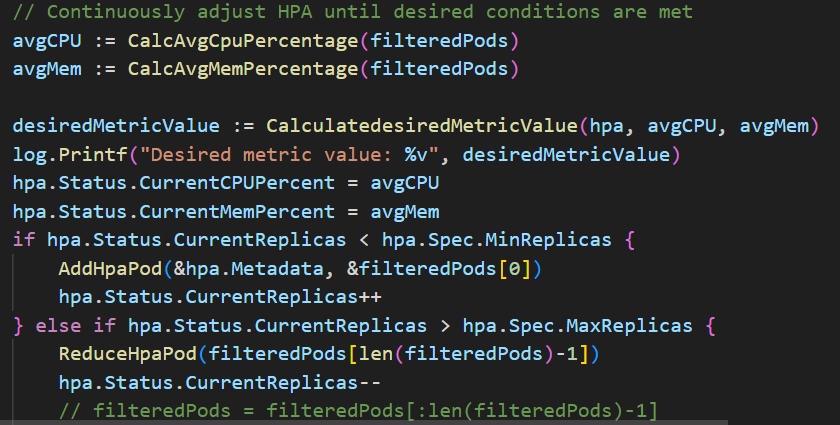 // Continuously adjust HPA until desired conditions are met
avgCPU := CalcAvgCpuPercentage(filteredPods)
avgMem := CalcAvgMemPercentage(filteredPods)
desiredMetricValue := CalculatedesiredMetricValue(hpa, avgCPU, avgMem)
log.Printf("Desired metric value: %v", desiredMetricValue)
hpa.Status.CurrentCPUPercent = avgCPU
hpa.Status.CurrentMemPercent = avgMem
if hpa.Status.CurrentReplicas < hpa.Spec.MinReplicas {
    AddHpaPod(&hpa.Metadata, &filteredPods[0])
    hpa.Status.CurrentReplicas++
} else if hpa.Status.CurrentReplicas > hpa.Spec.MaxReplicas {
    ReduceHpaPod(filteredPods[len(filteredPods)-1])
    hpa.Status.CurrentReplicas--
    // filteredPods = filteredPods[:len(filteredPods)-1]